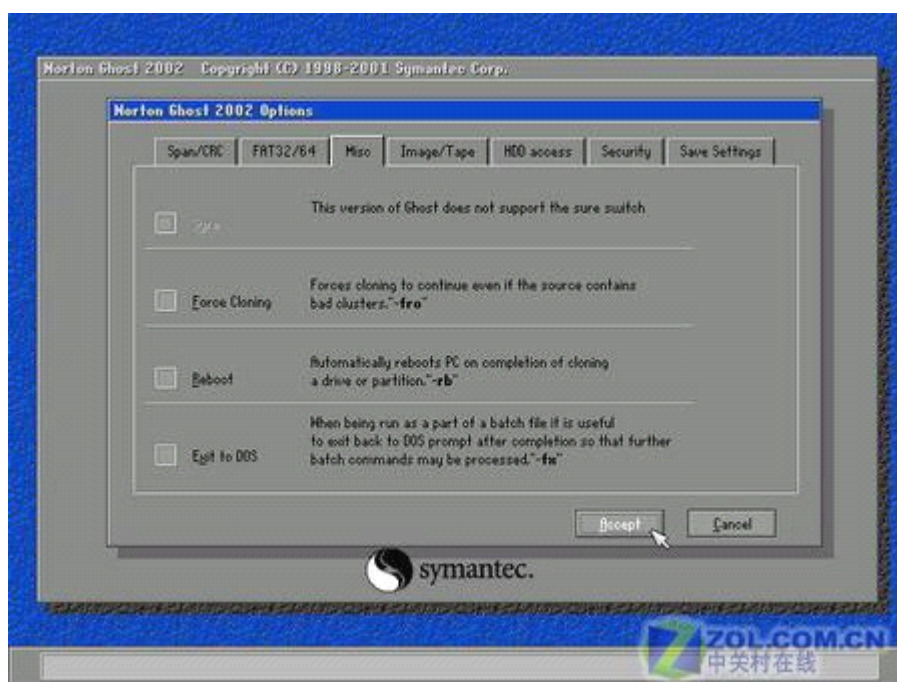 Norton Ghost 2002 Copyright (C) 1998-2001 Symantec Corp.
Norton Ghost 2002 Options
Span/CRC FAT32/64 Misc Image/Tape HDD access Security Save Settings
This version of Ghost does not support the sure switch
Sure
Forces cloning to continue even if the source contains
Force Cloning bad clusters."-fro"
Automatically reboots PC on completion of cloning
Reboot a drive or partition."-rb"
When being run as a part of a batch file it is useful
to exit back to DOS prompt after completion so that further
Exit to DOS batch commands may be processed."-fx"
Accept Cancel
symantec.
ZOL.COM.CN
中关村在线